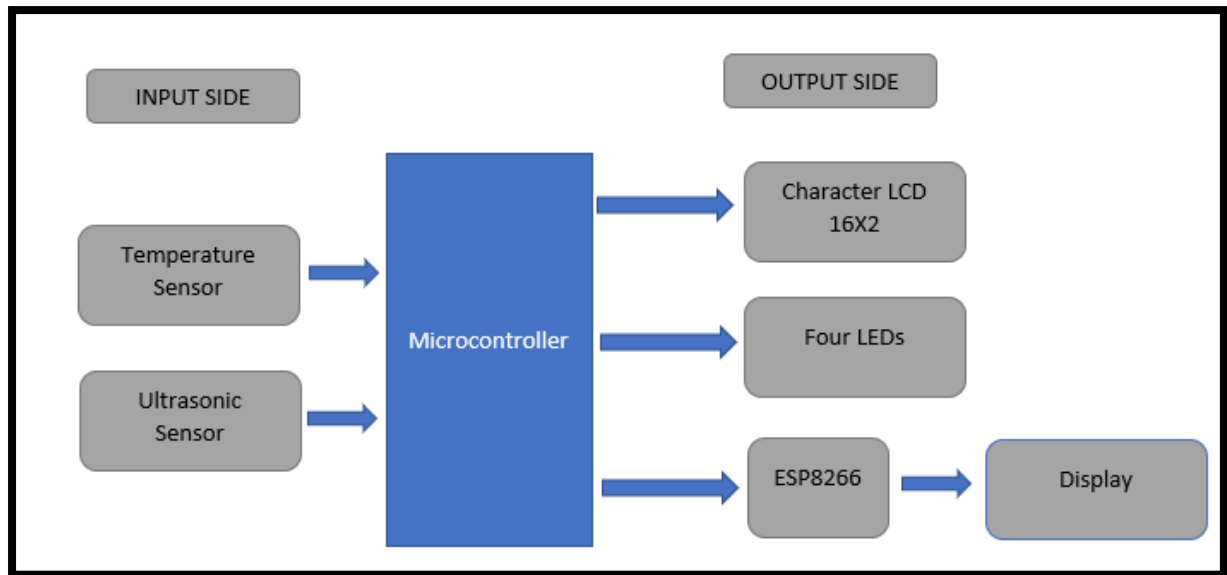 INPUT SIDE
OUTPUT SIDE
Temperature
Sensor
Ultrasonic
Sensor
Microcontroller
Character LCD
16X2
Four LEDs
ESP8266
Display